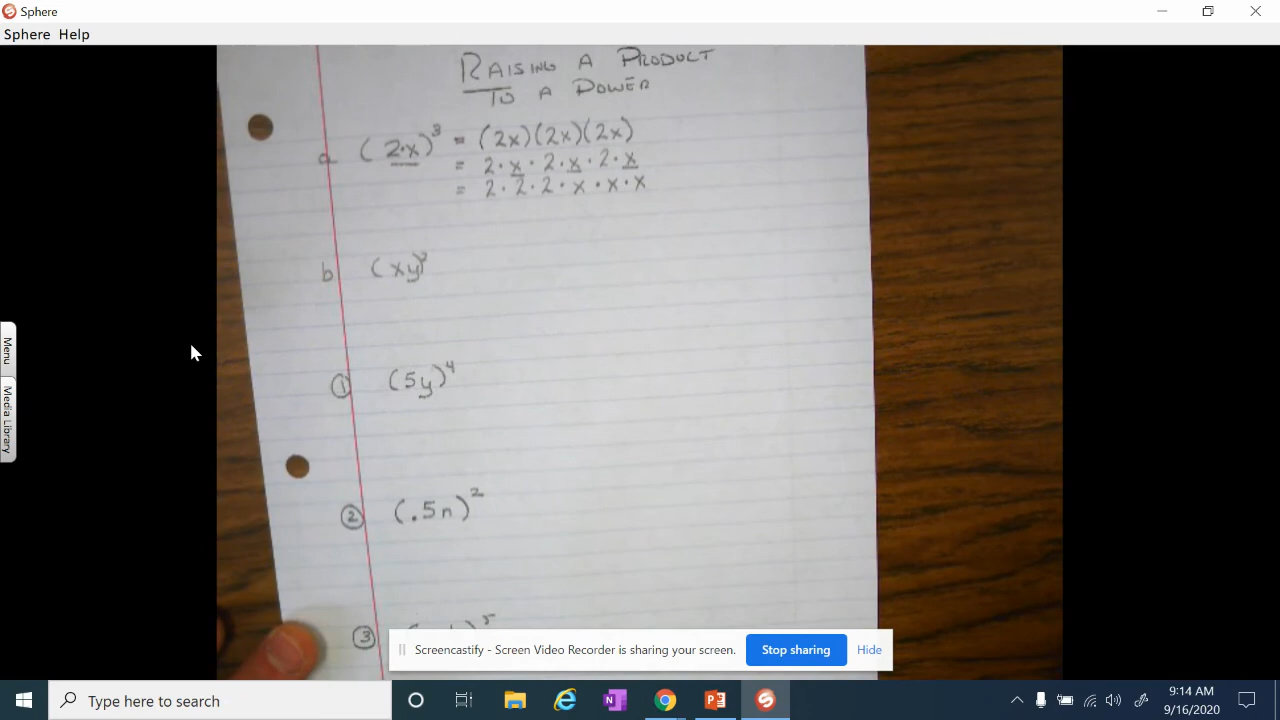 Sphere
Sphere Help
RAISING A PRODUCT
TO A POWER
a (2·x)³ = (2x)(2x)(2x)
= 2·x·2·x·2·x
= 2·2·2·x·x·x
b (xy)²
① (5y)⁴
② (.5n)²
③
Menu
Media Library
Screencastify - Screen Video Recorder is sharing your screen.
Stop sharing
Hide
Type here to search
9:14 AM
9/16/2020